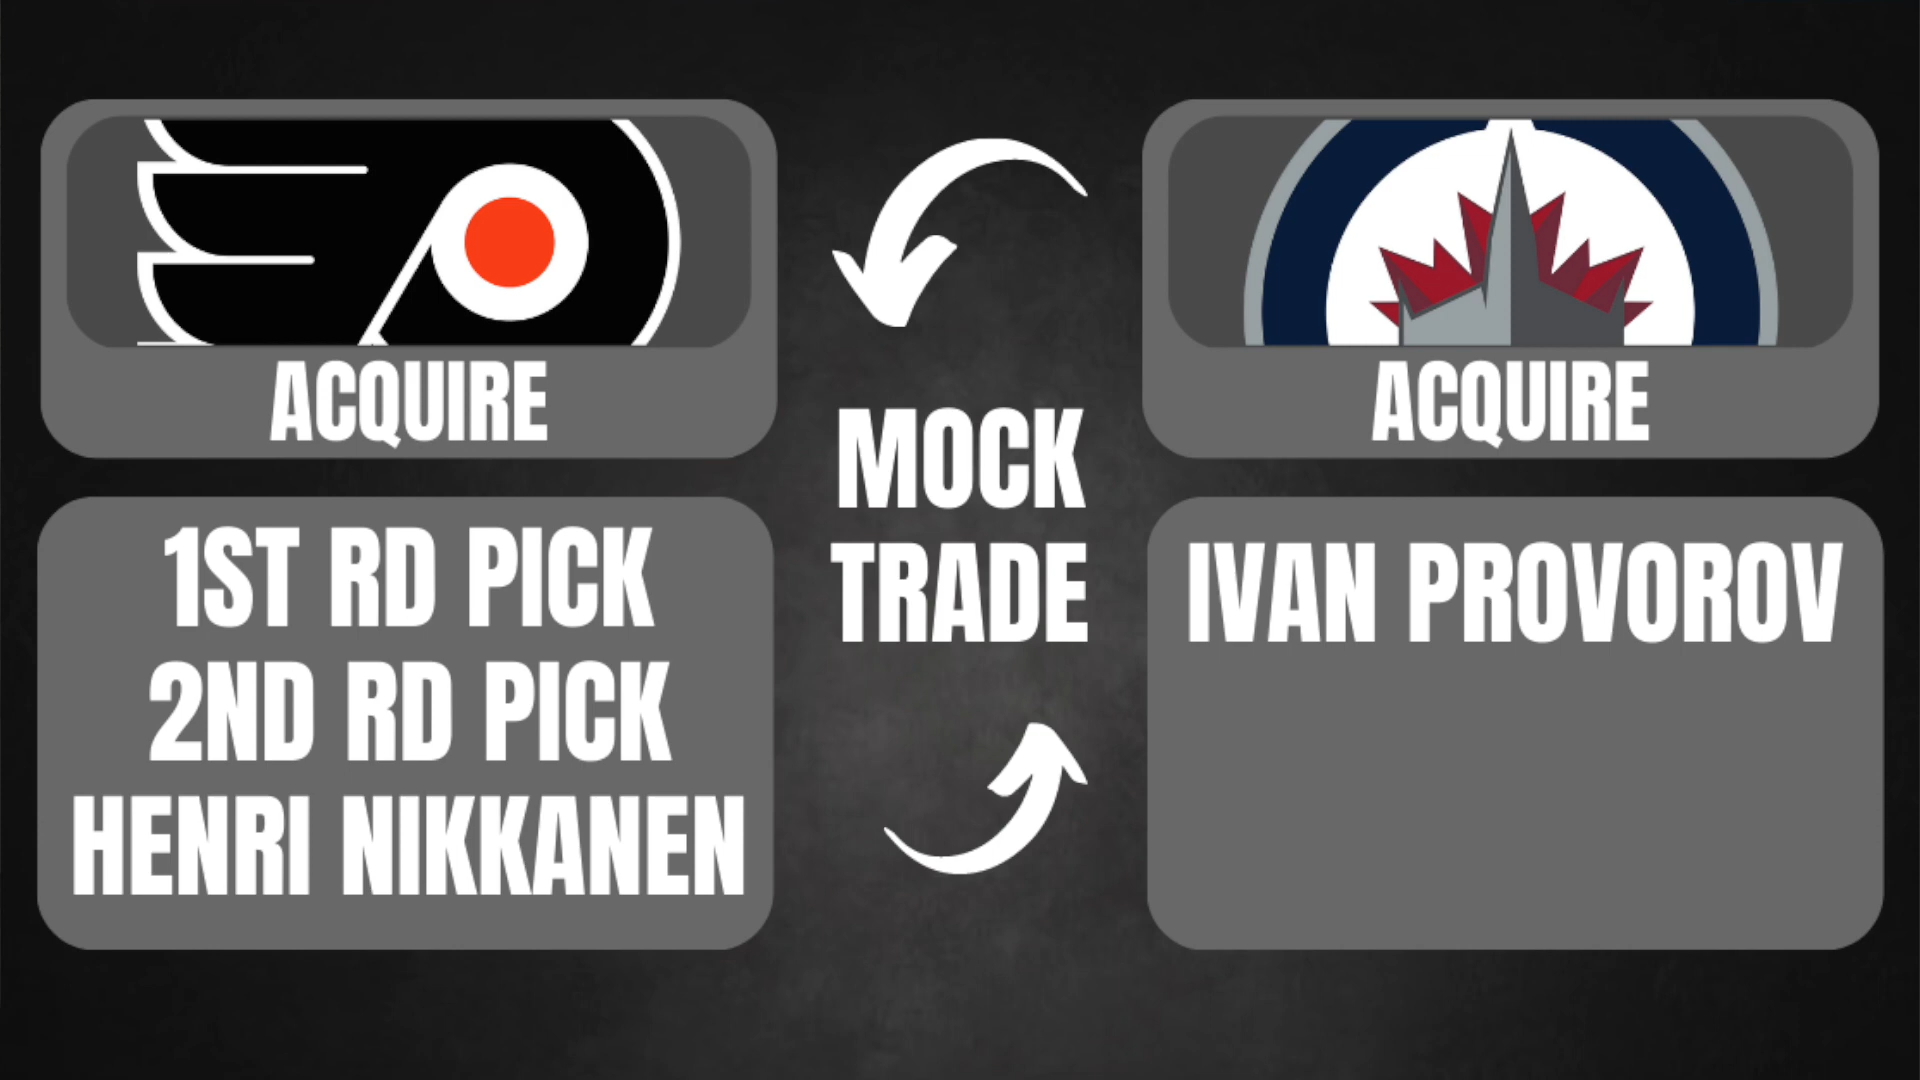 ACQUIRE
1ST RD PICK
2ND RD PICK
HENRI NIKKANEN
MOCK
TRADE
ACQUIRE
IVAN PROVOROV